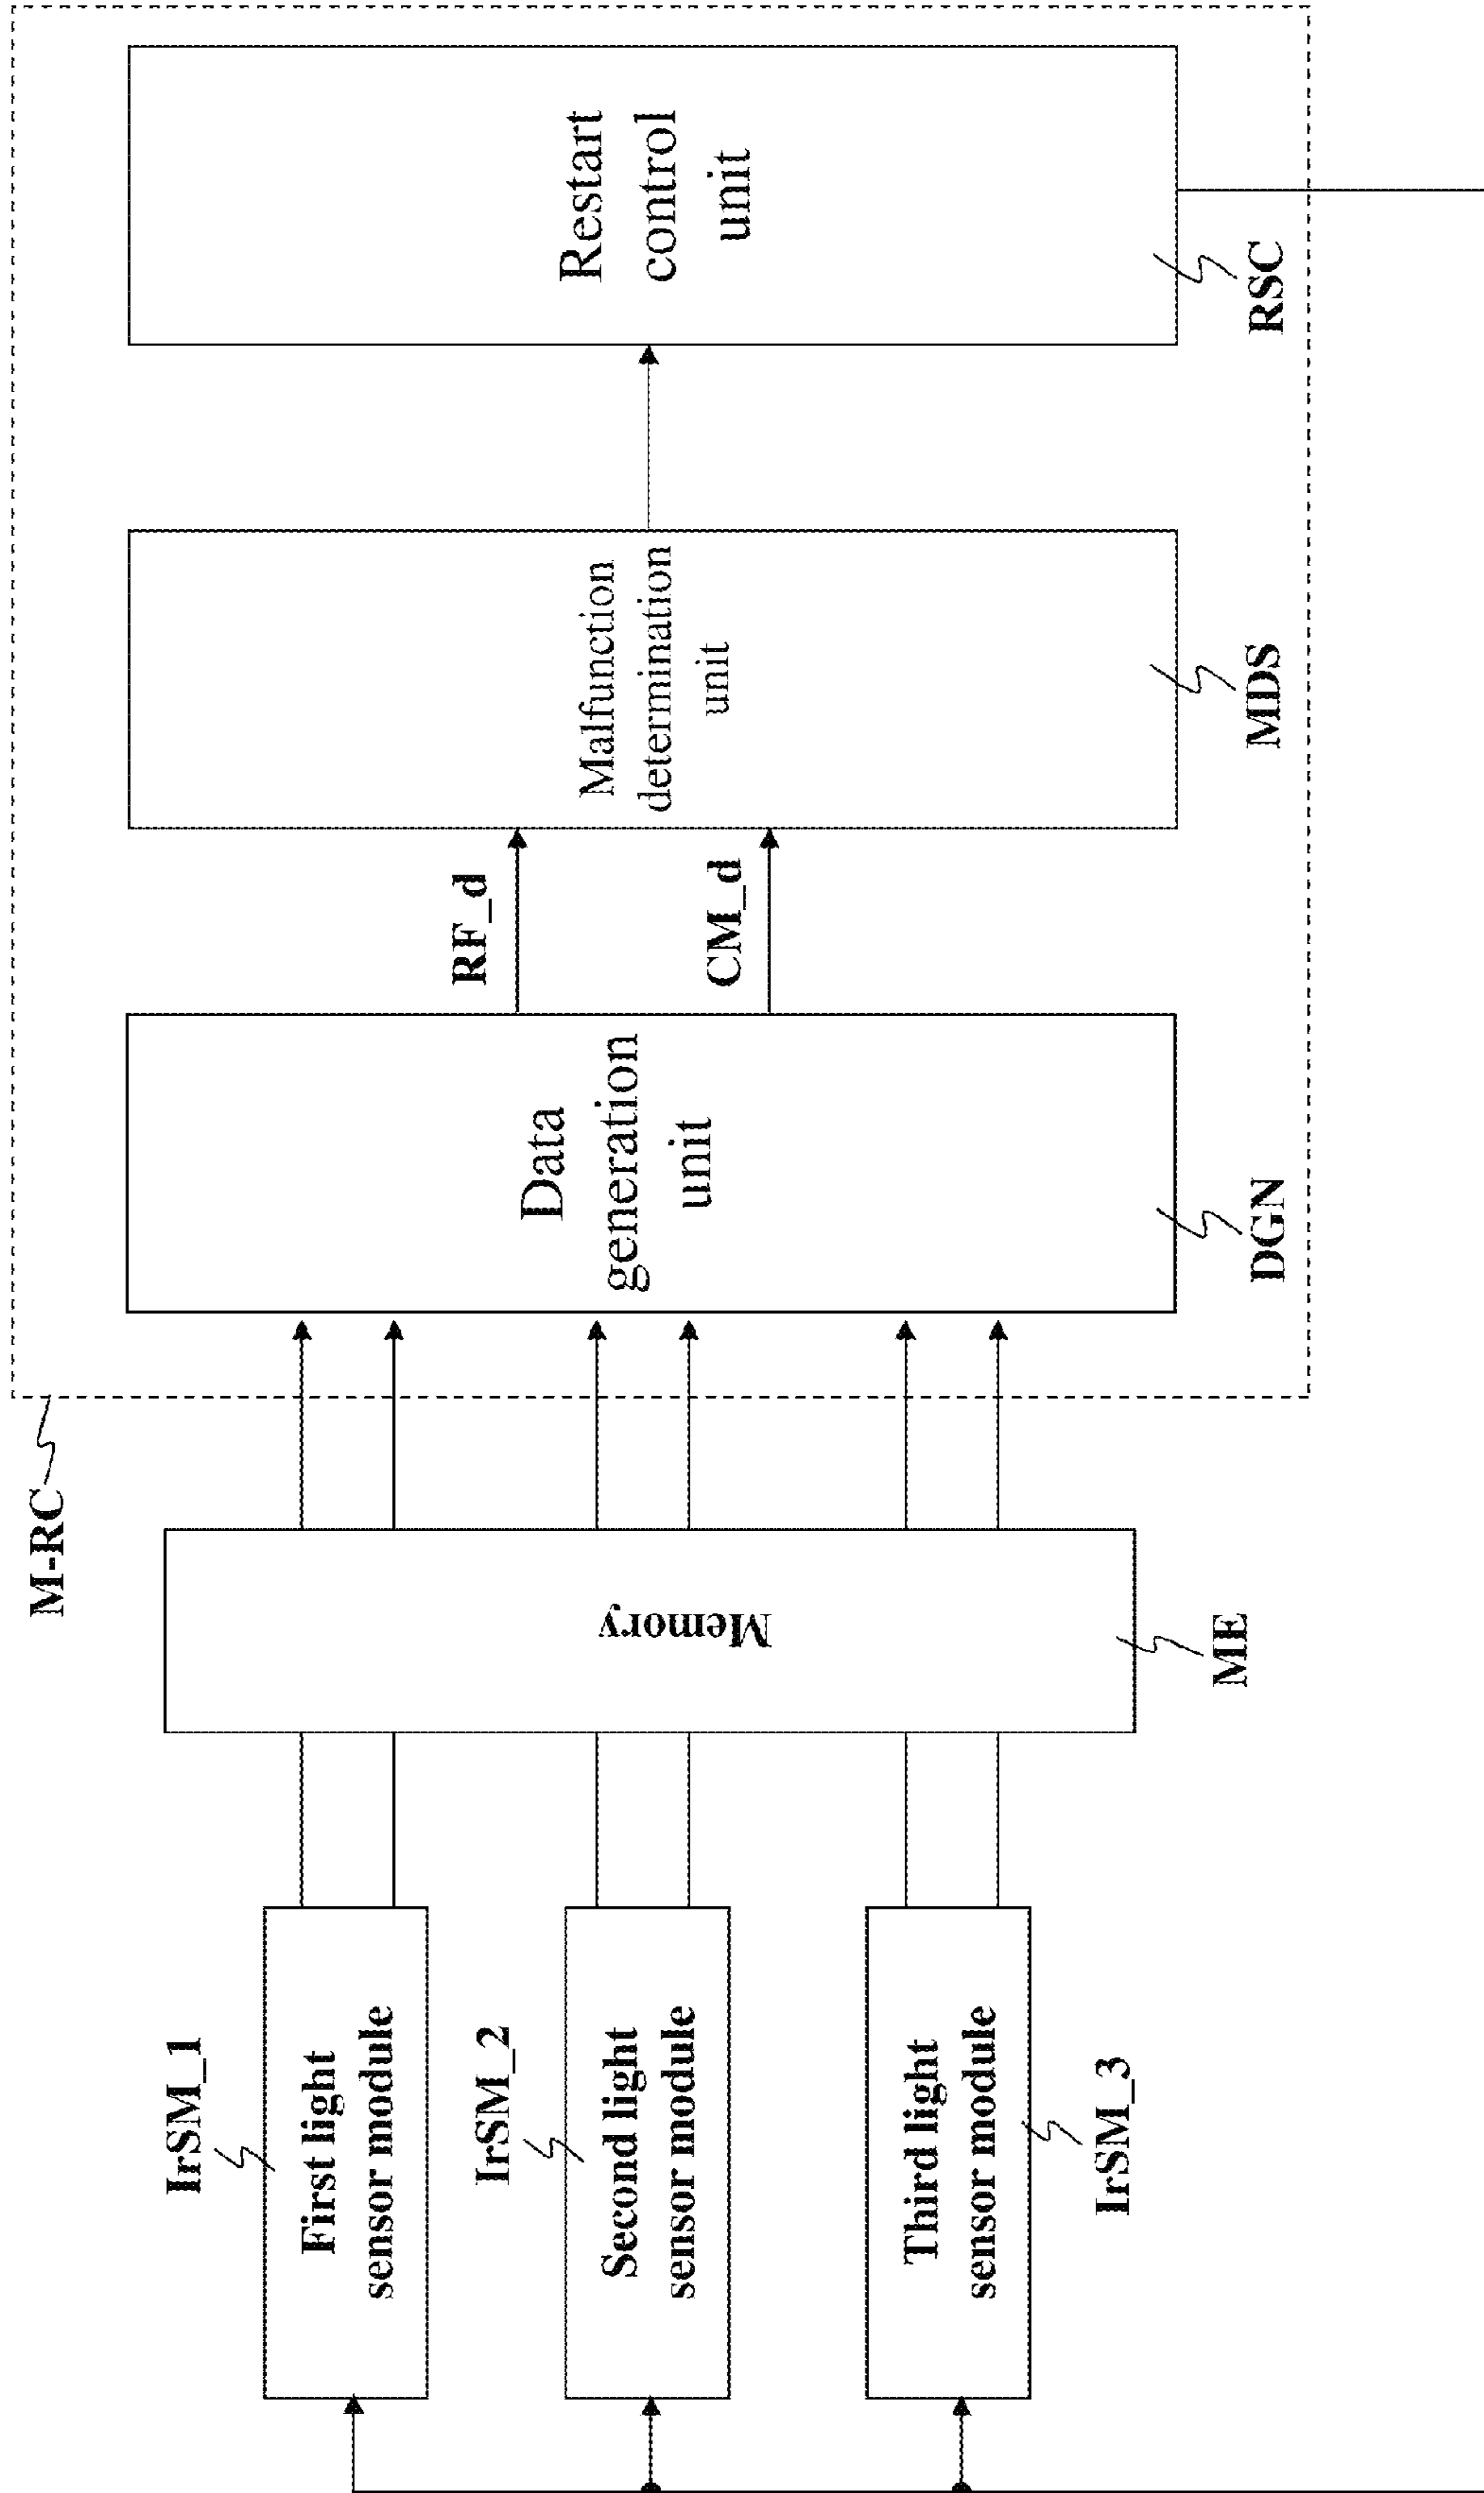 IrSM_1
First light
sensor module
IrSM_2
Second light
sensor module
Third light
sensor module
IrSM_3
Memory
ME
M-RC
Data
generation
unit
DGN
RF_d
CM_d
Malfunction
determination
unit
MDS
Restart
control
unit
RSC